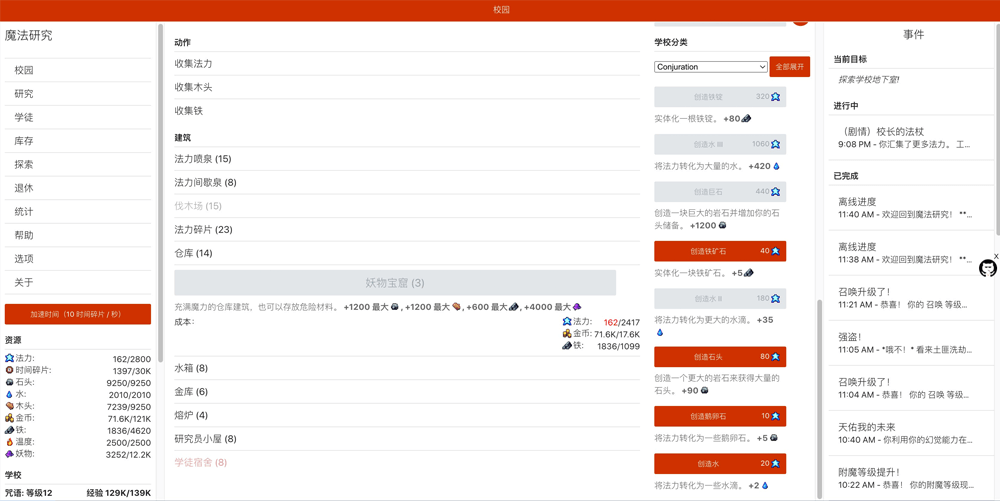 校园
魔法研究
校园
研究
学徒
库存
探索
退休
统计
帮助
选项
关于
加速时间（10 时间碎片 / 秒）
资源
法力: 162/2800
时间碎片: 1397/30K
石头: 9250/9250
水: 2010/2010
木头: 7239/9250
金币: 71.6K/121K
铁: 1836/4620
温度: 2500/2500
妖物: 3252/12.2K
学校
咒语: 等级12 经验 129K/139K
动作
收集法力
收集木头
收集铁
建筑
法力喷泉 (15)
法力间歇泉 (8)
伐木场 (15)
法力碎片 (23)
仓库 (14)
妖物宝窟 (3)
充满魔力的仓库建筑，也可以存放危险材料。 +1200 最大 , +1200 最大 , +600 最大 , +4000 最大
成本:
法力: 162/2417
金币: 71.6K/17.6K
铁: 1836/1099
水箱 (8)
金库 (6)
熔炉 (4)
研究员小屋 (8)
学徒宿舍 (8)
学校分类
Conjuration 全部展开
创造铁锭 320
实体化一根铁锭。 +80
创造水 III 1060
将法力转化为大量的水。 +420
创造巨石 440
创造一块巨大的岩石并增加你的石
头储备。 +1200
创造铁矿石 40
实体化一块铁矿石。 +5
创造水 II 180
将法力转化为更大的水滴。 +35
创造石头 80
创造一个更大的岩石来获得大量的
石头。 +90
创造鹅卵石 10
将法力转化为一些鹅卵石。 +5
创造水 20
将法力转化为一些水滴。 +2
事件
当前目标
探索学校地下室!
进行中
（剧情）校长的法杖
9:08 PM - 你汇集了更多法力。 工...
已完成
离线进度
11:40 AM - 欢迎回到魔法研究！ **...
离线进度
11:38 AM - 欢迎回到魔法研究！ **...
召唤升级了！
11:21 AM - 恭喜！ 你的 召唤 等级...
强盗！
11:05 AM - *哦不！* 看来土匪洗劫...
召唤升级了！
11:04 AM - 恭喜！ 你的 召唤 等级...
天佑我的未来
10:40 AM - 你利用你的幻觉能力在...
附魔等级提升！
10:22 AM - 恭喜！ 你的附魔等级现...
X